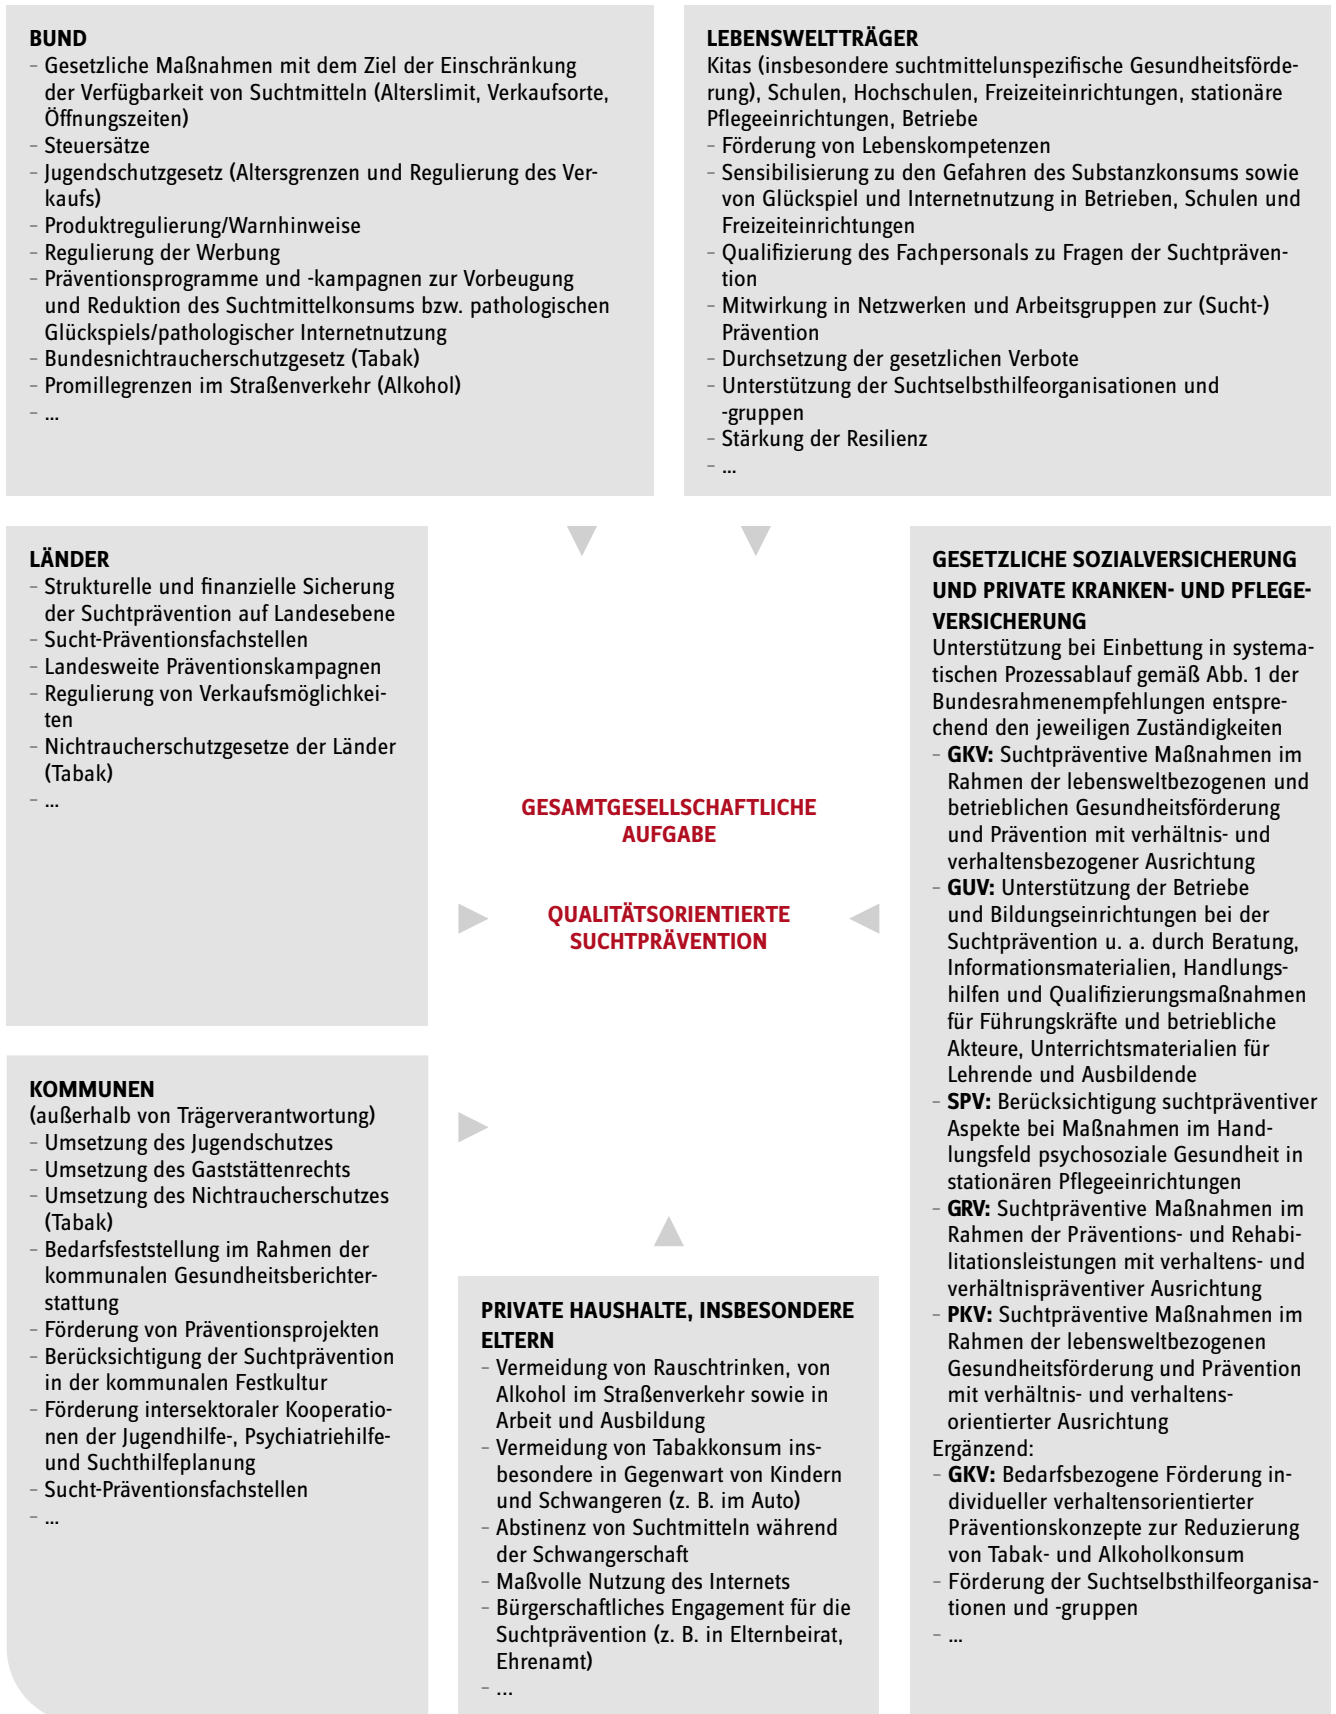 BUND
- Gesetzliche Maßnahmen mit dem Ziel der Einschränkung
der Verfügbarkeit von Suchtmitteln (Alterslimit, Verkaufsorte,
Öffnungszeiten)
- Steuersätze
- Jugendschutzgesetz (Altersgrenzen und Regulierung des Ver-
kaufs)
- Produktregulierung/Warnhinweise
- Regulierung der Werbung
- Präventionsprogramme und -kampagnen zur Vorbeugung
und Reduktion des Suchtmittelkonsums bzw. pathologischen
Glückspiels/pathologischer Internetnutzung
- Bundesnichtraucherschutzgesetz (Tabak)
- Promillegrenzen im Straßenverkehr (Alkohol)
- ...
LEBENSWELTTRÄGER
Kitas (insbesondere suchtmittelunspezifische Gesundheitsförde-
rung), Schulen, Hochschulen, Freizeiteinrichtungen, stationäre
Pflegeeinrichtungen, Betriebe
- Förderung von Lebenskompetenzen
- Sensibilisierung zu den Gefahren des Substanzkonsums sowie
von Glückspiel und Internetnutzung in Betrieben, Schulen und
Freizeiteinrichtungen
- Qualifizierung des Fachpersonals zu Fragen der Suchtpräven-
tion
- Mitwirkung in Netzwerken und Arbeitsgruppen zur (Sucht-)
Prävention
- Durchsetzung der gesetzlichen Verbote
- Unterstützung der Suchtselbsthilfeorganisationen und
-gruppen
- Stärkung der Resilienz
- ...
LÄNDER
- Strukturelle und finanzielle Sicherung
der Suchtprävention auf Landesebene
- Sucht-Präventionsfachstellen
- Landesweite Präventionskampagnen
- Regulierung von Verkaufsmöglichkei-
ten
- Nichtraucherschutzgesetze der Länder
(Tabak)
- ...
GESAMTGESELLSCHAFTLICHE
AUFGABE
QUALITÄTSORIENTIERTE
SUCHTPRÄVENTION
GESETZLICHE SOZIALVERSICHERUNG
UND PRIVATE KRANKEN- UND PFLEGE-
VERSICHERUNG
Unterstützung bei Einbettung in systema-
tischen Prozessablauf gemäß Abb. 1 der
Bundesrahmenempfehlungen entspre-
chend den jeweiligen Zuständigkeiten
- GKV: Suchtpräventive Maßnahmen im
Rahmen der lebensweltbezogenen und
betrieblichen Gesundheitsförderung
und Prävention mit verhältnis- und
verhaltensbezogener Ausrichtung
- GUV: Unterstützung der Betriebe
und Bildungseinrichtungen bei der
Suchtprävention u. a. durch Beratung,
Informationsmaterialien, Handlungs-
hilfen und Qualifizierungsmaßnahmen
für Führungskräfte und betriebliche
Akteure, Unterrichtsmaterialien für
Lehrende und Ausbildende
- SPV: Berücksichtigung suchtpräventiver
Aspekte bei Maßnahmen im Hand-
lungsfeld psychosoziale Gesundheit in
stationären Pflegeeinrichtungen
- GRV: Suchtpräventive Maßnahmen im
Rahmen der Präventions- und Rehabi-
litationsleistungen mit verhaltens- und
verhältnispräventiver Ausrichtung
- PKV: Suchtpräventive Maßnahmen im
Rahmen der lebensweltbezogenen
Gesundheitsförderung und Prävention
mit verhältnis- und verhaltens-
orientierter Ausrichtung
Ergänzend:
- GKV: Bedarfsbezogene Förderung in-
dividueller verhaltensorientierter
Präventionskonzepte zur Reduzierung
von Tabak- und Alkoholkonsum
- Förderung der Suchtselbsthilfeorganisa-
tionen und -gruppen
- ...
KOMMUNEN
(außerhalb von Trägerverantwortung)
- Umsetzung des Jugendschutzes
- Umsetzung des Gaststättenrechts
- Umsetzung des Nichtraucherschutzes
(Tabak)
- Bedarfsfeststellung im Rahmen der
kommunalen Gesundheitsberichter-
stattung
- Förderung von Präventionsprojekten
- Berücksichtigung der Suchtprävention
in der kommunalen Festkultur
- Förderung intersektoraler Kooperatio-
nen der Jugendhilfe-, Psychiatriehilfe-
und Suchthilfeplanung
- Sucht-Präventionsfachstellen
- ...
PRIVATE HAUSHALTE, INSBESONDERE
ELTERN
- Vermeidung von Rauschtrinken, von
Alkohol im Straßenverkehr sowie in
Arbeit und Ausbildung
- Vermeidung von Tabakkonsum ins-
besondere in Gegenwart von Kindern
und Schwangeren (z. B. im Auto)
- Abstinenz von Suchtmitteln während
der Schwangerschaft
- Maßvolle Nutzung des Internets
- Bürgerschaftliches Engagement für die
Suchtprävention (z. B. in Elternbeirat,
Ehrenamt)
- ...